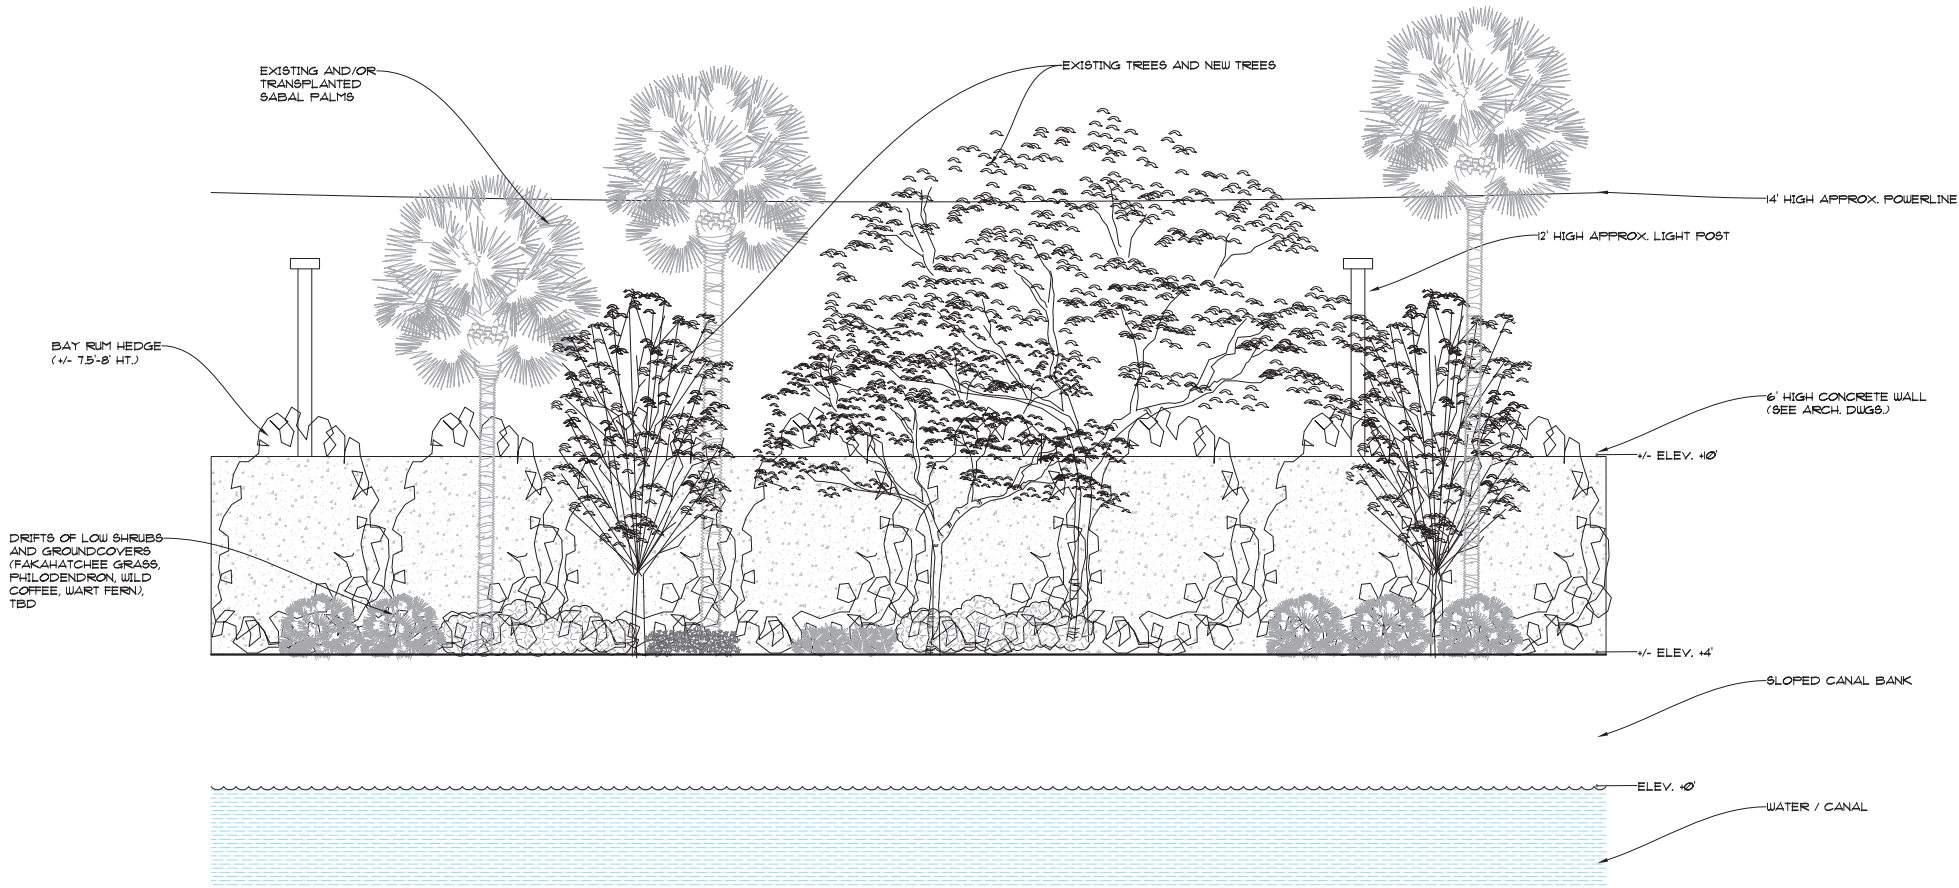 EXISTING AND/OR
TRANSPLANTED
SABAL PALMS
EXISTING TREES AND NEW TREES
14' HIGH APPROX. POWERLINE
12' HIGH APPROX. LIGHT POST
BAY RUM HEDGE
(+/- 7.5'-8' HT.)
6' HIGH CONCRETE WALL
(SEE ARCH. DWGS.)
+/- ELEV. +10'
DRIFTS OF LOW SHRUBS
AND GROUNDCOVERS
(FAKAHATCHEE GRASS,
PHILODENDRON, WILD
COFFEE, WART FERN),
TBD
+/- ELEV. +4'
SLOPED CANAL BANK
ELEV. +0'
WATER / CANAL